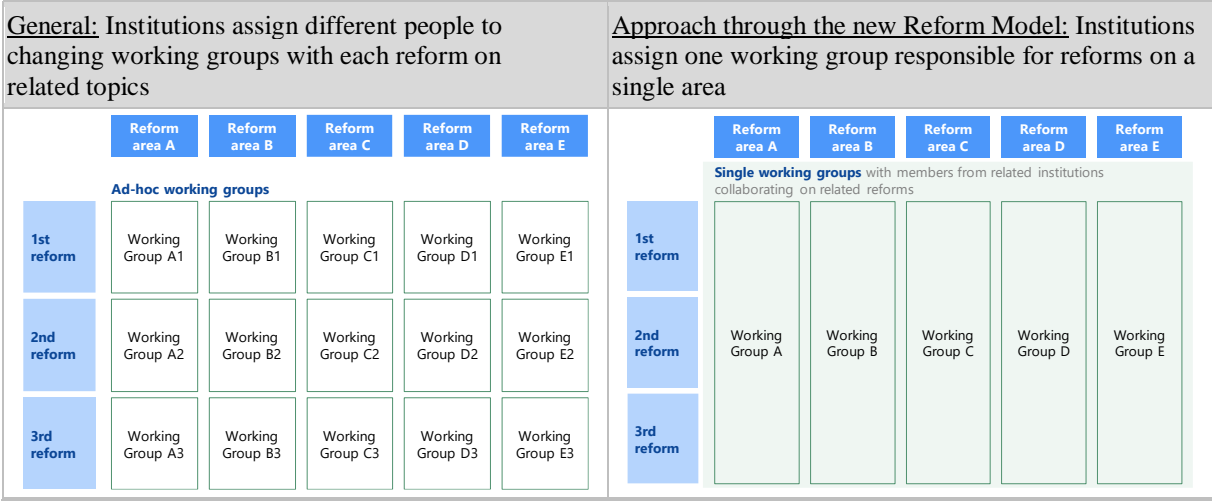 General: Institutions assign different people to
changing working groups with each reform on
related topics
Approach through the new Reform Model: Institutions
assign one working group responsible for reforms on a
single area
Reform
area A
Reform
area B
Reform
area C
Reform
area D
Reform
area E
Ad-hoc working groups
1st
reform
Working
Group A1
Working
Group B1
Working
Group C1
Working
Group D1
Working
Group E1
2nd
reform
Working
Group A2
Working
Group B2
Working
Group C2
Working
Group D2
Working
Group E2
3rd
reform
Working
Group A3
Working
Group B3
Working
Group C3
Working
Group D3
Working
Group E3
Reform
area A
Reform
area B
Reform
area C
Reform
area D
Reform
area E
Single working groups with members from related institutions
collaborating on related reforms
1st
reform
2nd
reform
3rd
reform
Working
Group A
Working
Group B
Working
Group C
Working
Group D
Working
Group E